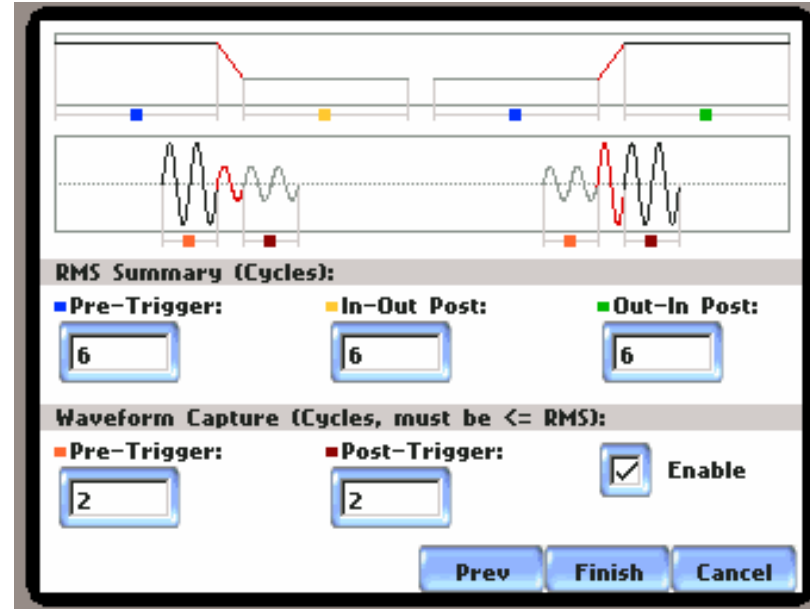 RMS Summary (Cycles):
Pre-Trigger: In-Out Post: Out-In Post:
6 6 6
Waveform Capture (Cycles, must be <= RMS):
Pre-Trigger: Post-Trigger:
2 2 Enable
Prev Finish Cancel